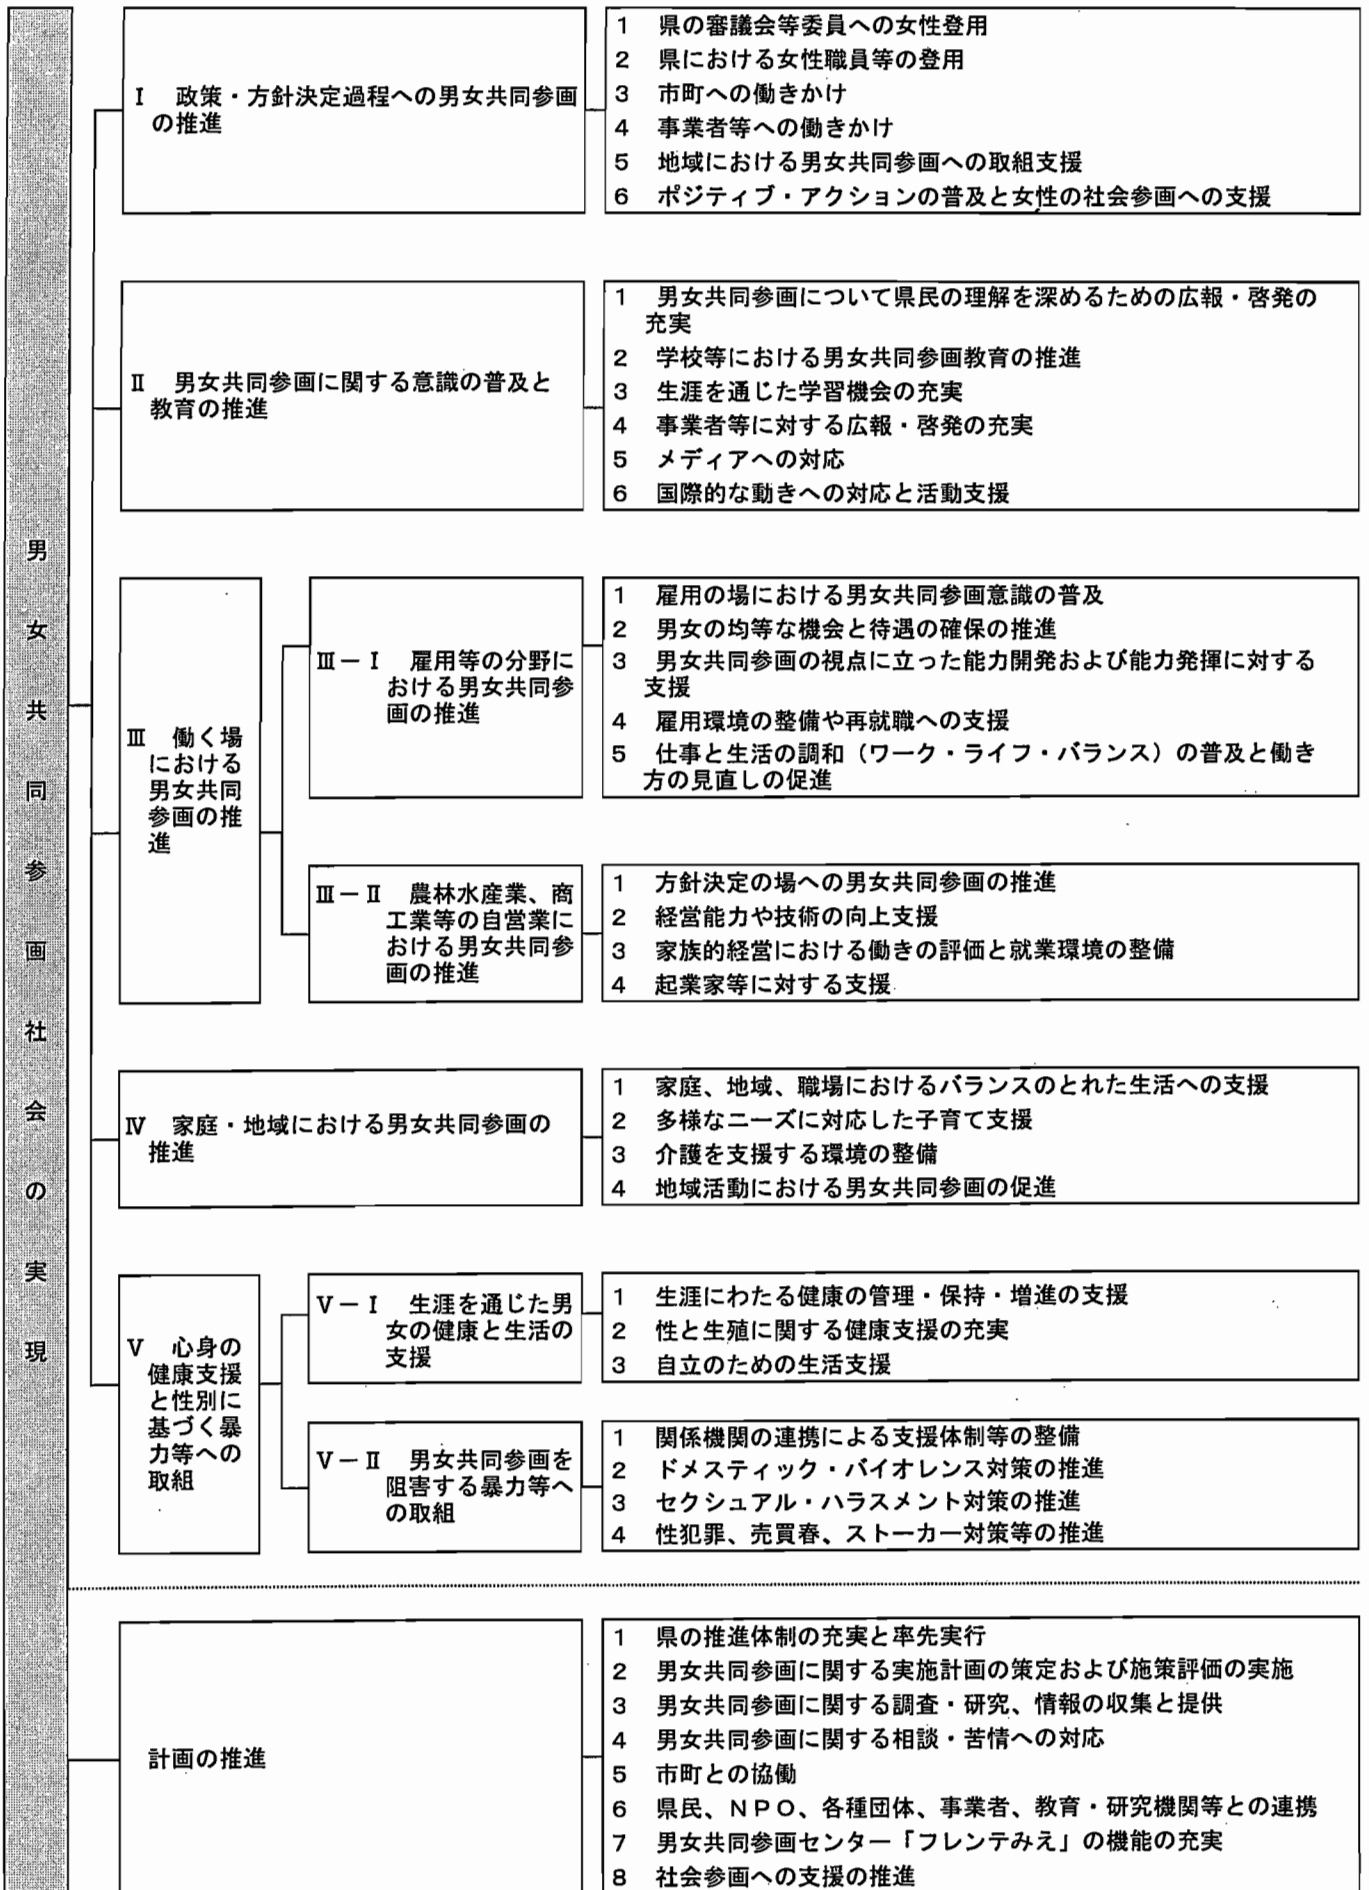 男女共同参画社会の実現
Ⅰ　政策・方針決定過程への男女共同参画
の推進
1　県の審議会等委員への女性登用
2　県における女性職員等の登用
3　市町への働きかけ
4　事業者等への働きかけ
5　地域における男女共同参画への取組支援
6　ポジティブ・アクションの普及と女性の社会参画への支援
Ⅱ　男女共同参画に関する意識の普及と
教育の推進
1　男女共同参画について県民の理解を深めるための広報・啓発の
充実
2　学校等における男女共同参画教育の推進
3　生涯を通じた学習機会の充実
4　事業者等に対する広報・啓発の充実
5　メディアへの対応
6　国際的な動きへの対応と活動支援
Ⅲ　働く場
における
男女共同
参画の推
進
Ⅲ－Ⅰ　雇用等の分野に
おける男女共同参
画の推進
1　雇用の場における男女共同参画意識の普及
2　男女の均等な機会と待遇の確保の推進
3　男女共同参画の視点に立った能力開発および能力発揮に対する
支援
4　雇用環境の整備や再就職への支援
5　仕事と生活の調和（ワーク・ライフ・バランス）の普及と働き
方の見直しの促進
Ⅲ－Ⅱ　農林水産業、商
工業等の自営業に
おける男女共同参
画の推進
1　方針決定の場への男女共同参画の推進
2　経営能力や技術の向上支援
3　家族的経営における働きの評価と就業環境の整備
4　起業家等に対する支援
Ⅳ　家庭・地域における男女共同参画の
推進
1　家庭、地域、職場におけるバランスのとれた生活への支援
2　多様なニーズに対応した子育て支援
3　介護を支援する環境の整備
4　地域活動における男女共同参画の促進
Ⅴ　心身の
健康支援
と性別に
基づく暴
力等への
取組
Ⅴ－Ⅰ　生涯を通じた男
女の健康と生活の
支援
1　生涯にわたる健康の管理・保持・増進の支援
2　性と生殖に関する健康支援の充実
3　自立のための生活支援
Ⅴ－Ⅱ　男女共同参画を
阻害する暴力等へ
の取組
1　関係機関の連携による支援体制等の整備
2　ドメスティック・バイオレンス対策の推進
3　セクシュアル・ハラスメント対策の推進
4　性犯罪、売買春、ストーカー対策等の推進
計画の推進
1　県の推進体制の充実と率先実行
2　男女共同参画に関する実施計画の策定および施策評価の実施
3　男女共同参画に関する調査・研究、情報の収集と提供
4　男女共同参画に関する相談・苦情への対応
5　市町との協働
6　県民、ＮＰＯ、各種団体、事業者、教育・研究機関等との連携
7　男女共同参画センター「フレンテみえ」の機能の充実
8　社会参画への支援の推進